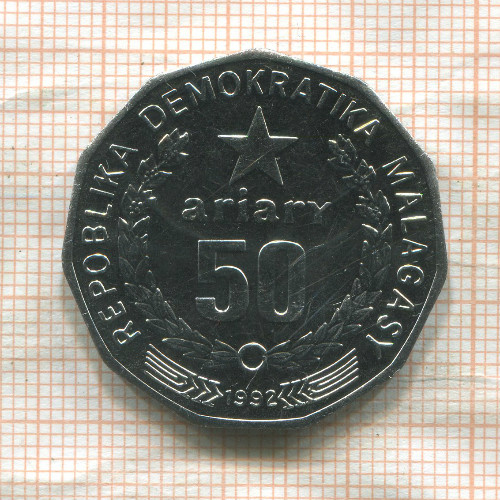 REPOBLIKA DEMOKRATIKA MALAGASY
ariary
50
1992